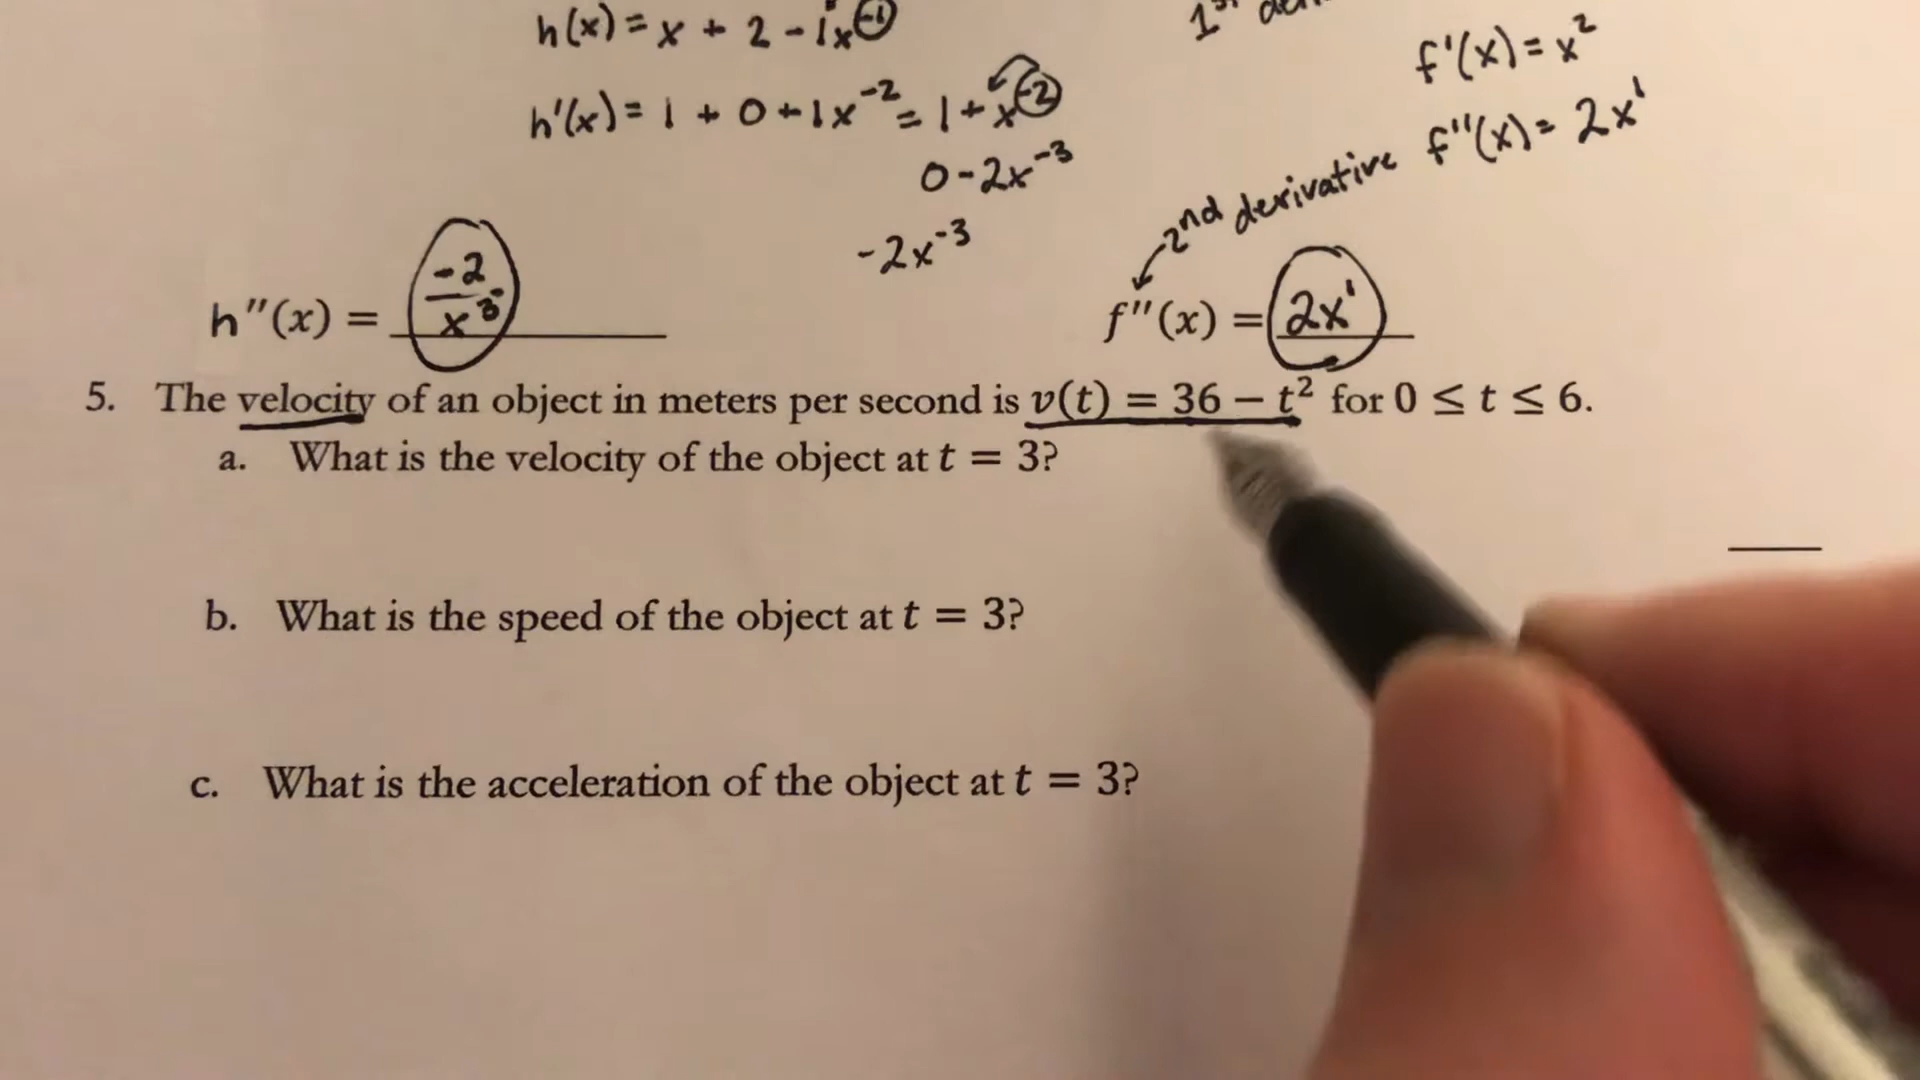 h(x) = x + 2 - 1x^-1
1st
f'(x) = x^2
h'(x) = 1 + 0 + 1x^-2 = 1 + x^-2
f''(x) = 2x^1
0 - 2x^-3
2nd derivative
-2x^-3
h''(x) = -2/x^3
f''(x) = 2x^1
5. The velocity of an object in meters per second is v(t) = 36 – t² for 0 ≤ t ≤ 6.
a. What is the velocity of the object at t = 3?
b. What is the speed of the object at t = 3?
c. What is the acceleration of the object at t = 3?